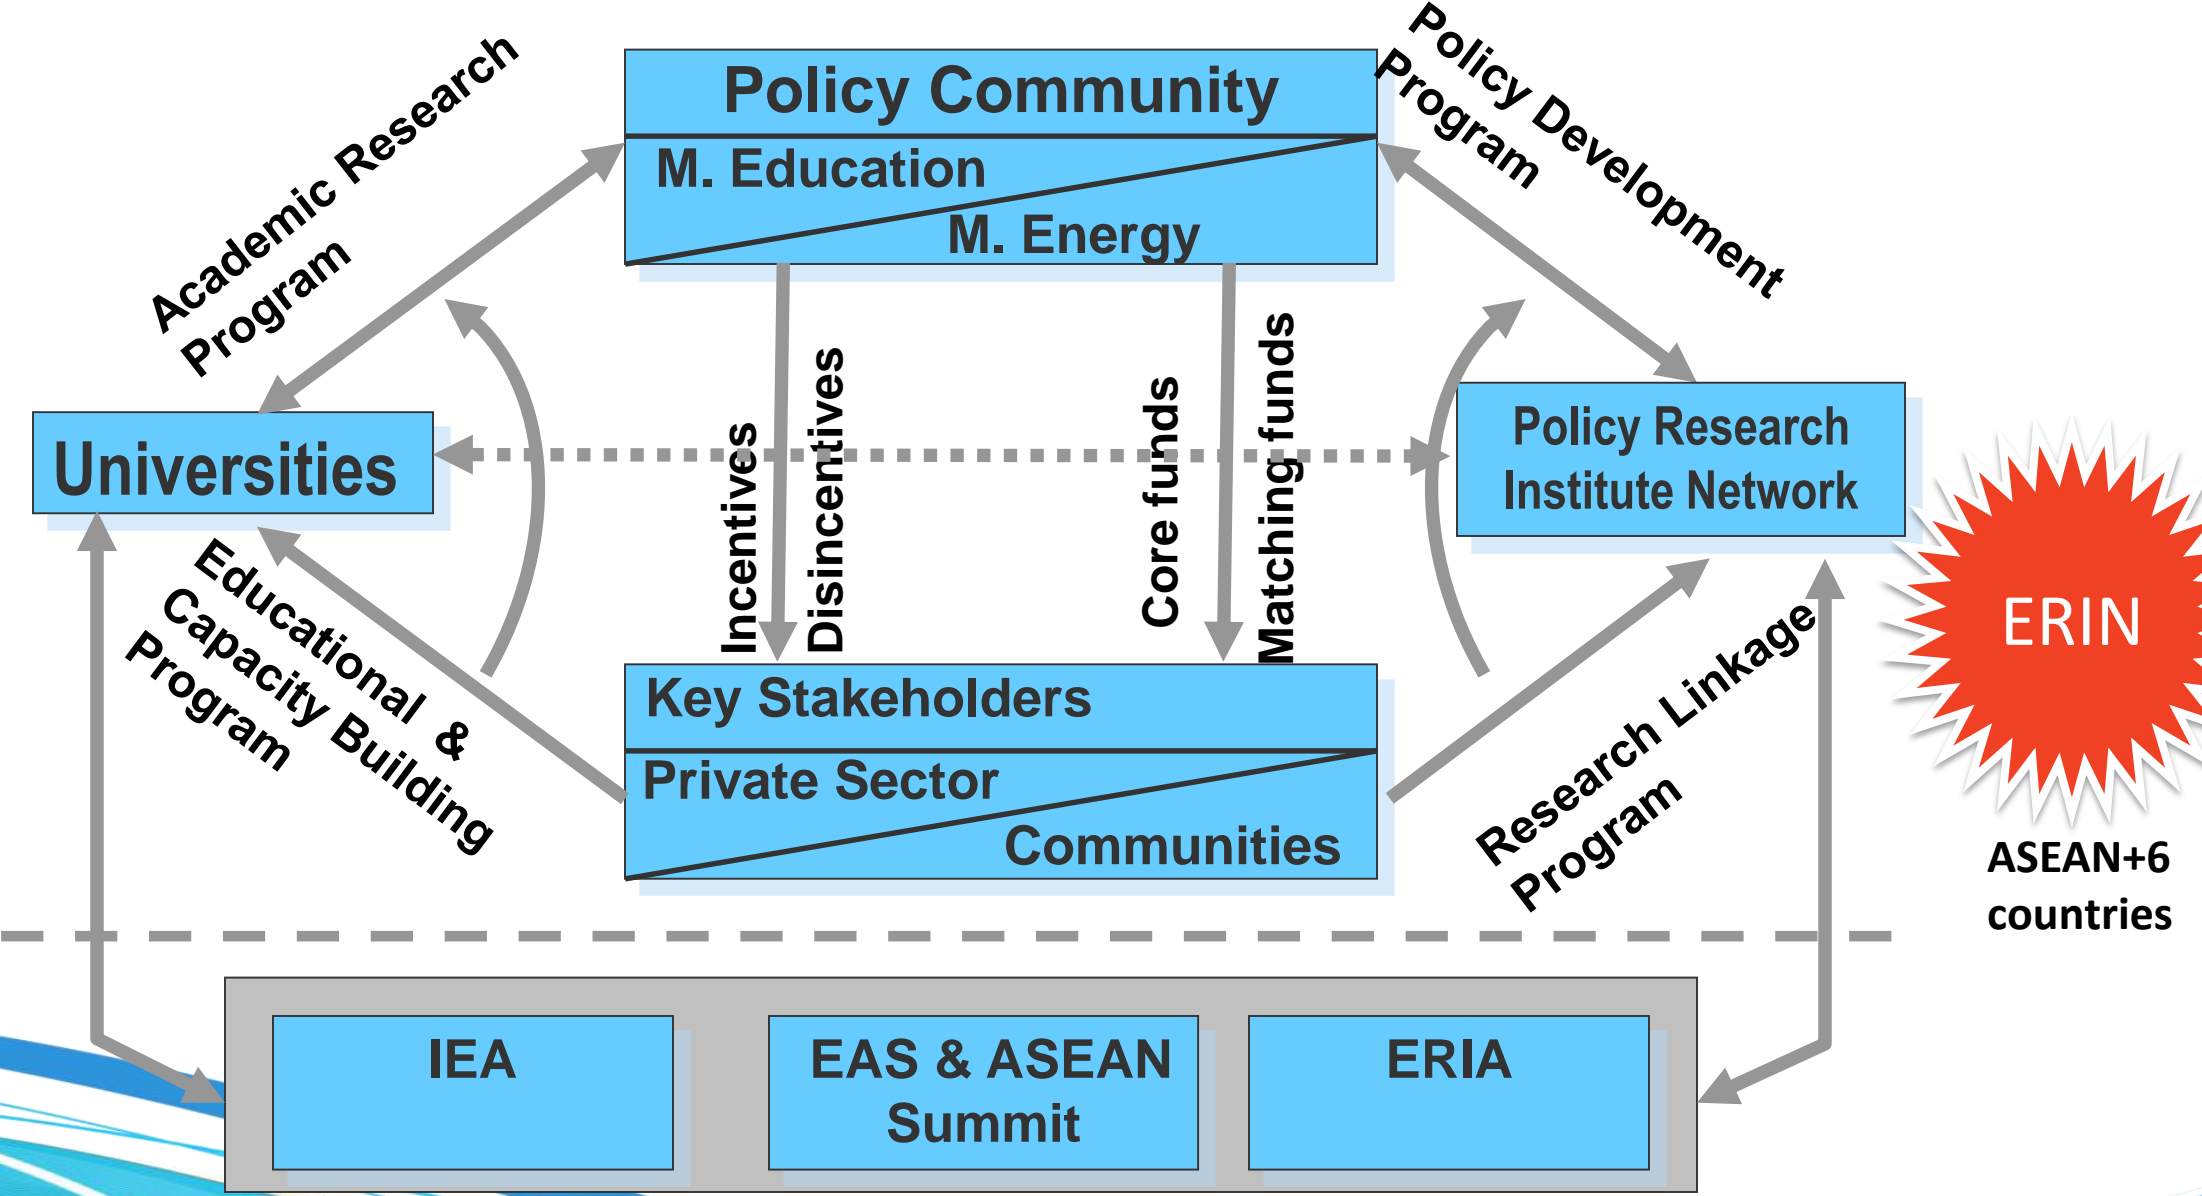 Policy Community
M. Education
M. Energy
Academic Research
Program
Policy Development
Program
Universities
Policy Research
Institute Network
Incentives
Disincentives
Core funds
Matching funds
ERIN
ASEAN+6
countries
Educational &
Capacity Building
Program
Key Stakeholders
Private Sector
Communities
Research Linkage
Program
IEA
EAS & ASEAN
Summit
ERIA